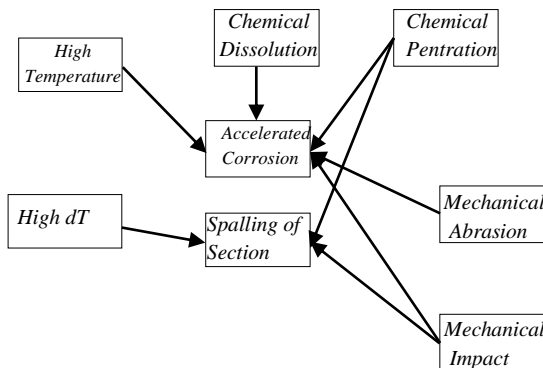 High
Temperature
Chemical
Dissolution
Chemical
Pentration
Accelerated
Corrosion
High dT
Spalling of
Section
Mechanical
Abrasion
Mechanical
Impact